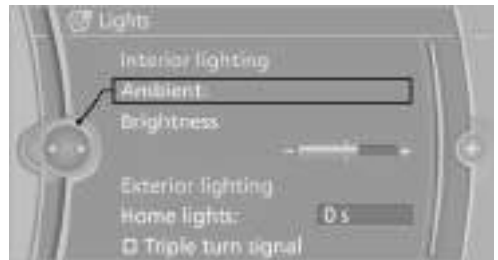 Lights
Interior lighting
Ambient:
Brightness
- +
Exterior lighting
Home lights: 0 s
Triple turn signal